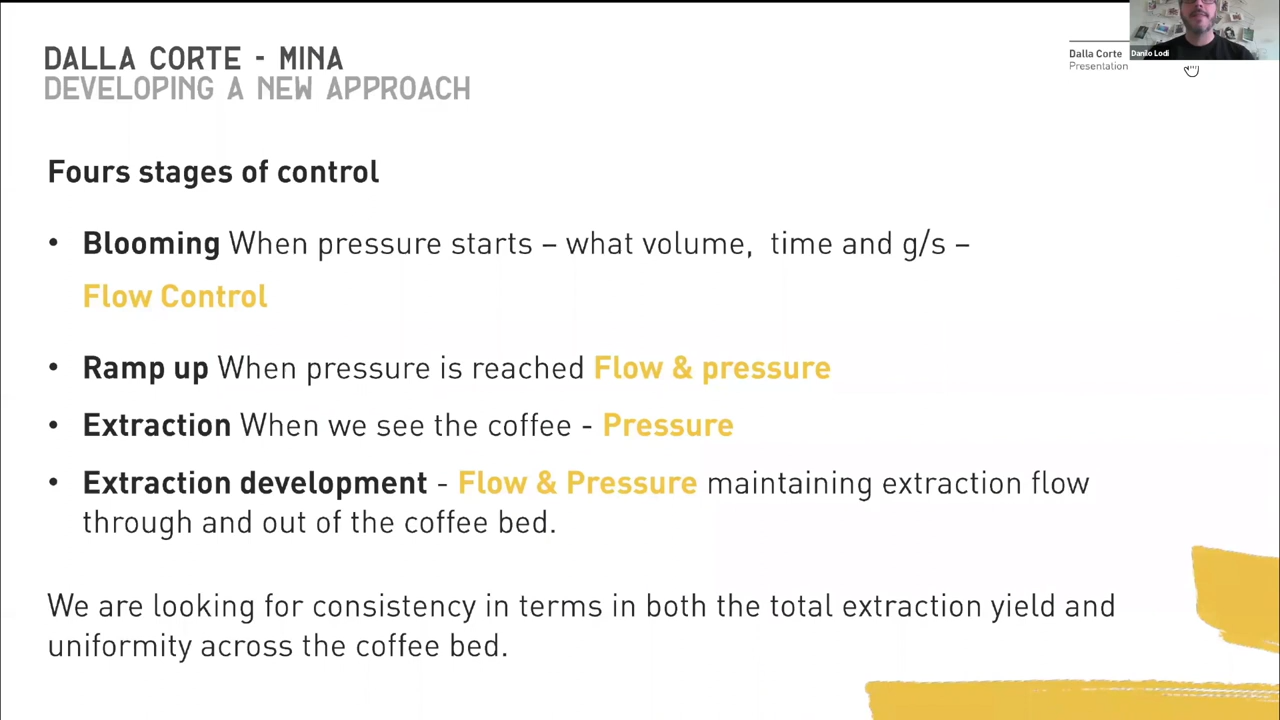 DALLA CORTE - MINA
DEVELOPING A NEW APPROACH
Dalla Corte
Presentation
Danilo Lodi
Fours stages of control
• Blooming When pressure starts – what volume, time and g/s –
Flow Control
• Ramp up When pressure is reached Flow & pressure
• Extraction When we see the coffee - Pressure
• Extraction development - Flow & Pressure maintaining extraction flow
through and out of the coffee bed.
We are looking for consistency in terms in both the total extraction yield and
uniformity across the coffee bed.